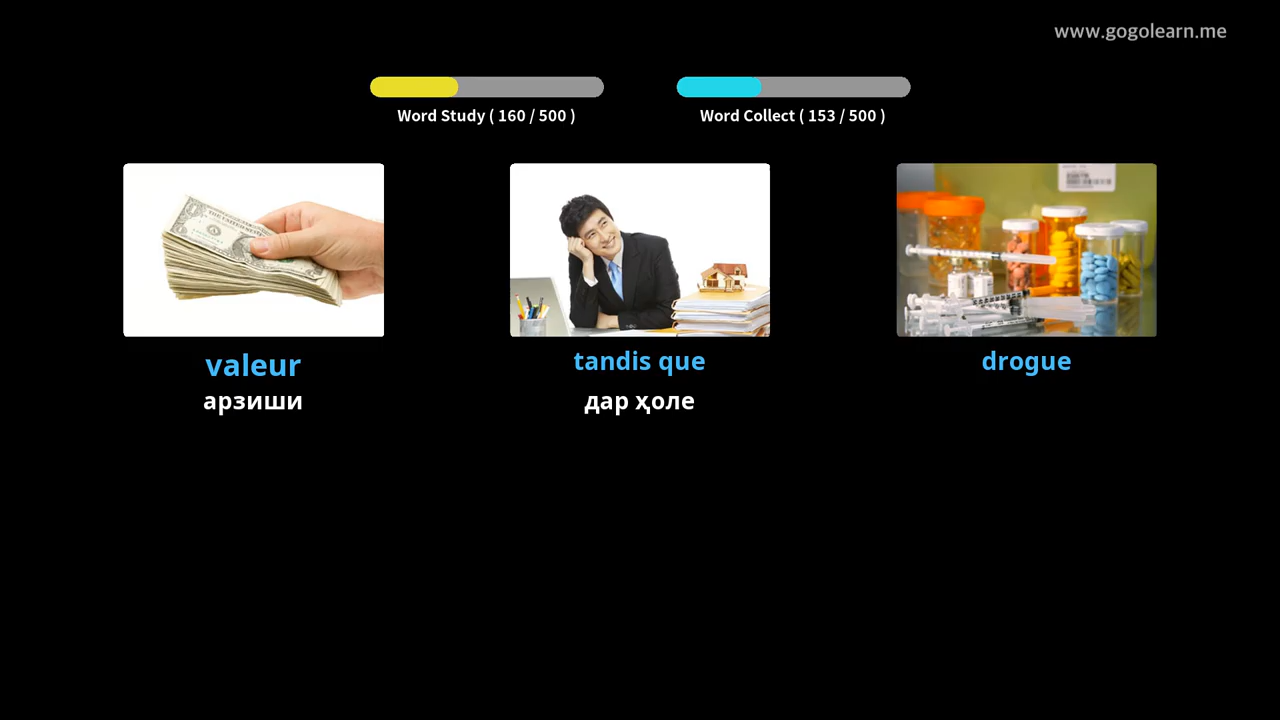 www.gogolearn.me
Word Study ( 160 / 500 )
Word Collect ( 153 / 500 )
valeur
tandis que
drogue
арзиши
дар ҳоле